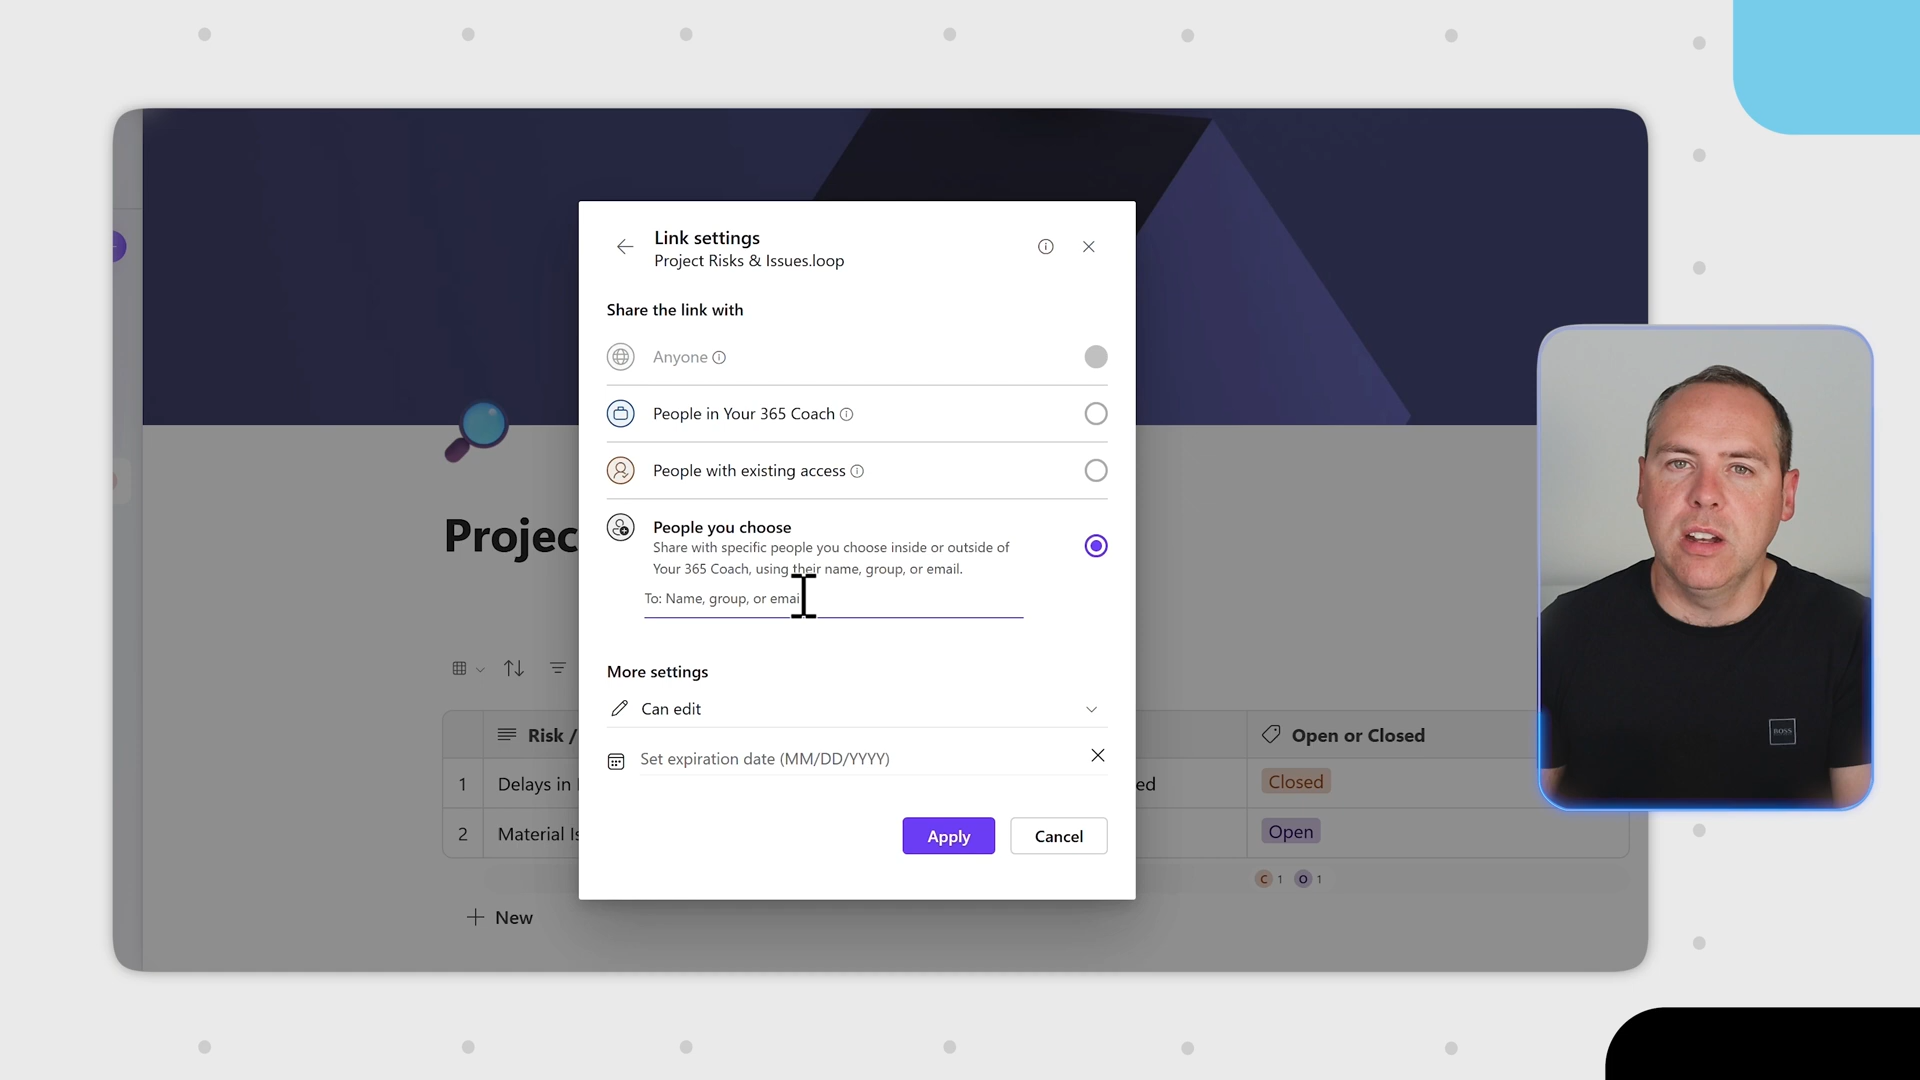 Link settings
Project Risks & Issues.loop
Share the link with
Anyone
People in Your 365 Coach
People with existing access
People you choose
Share with specific people you choose inside or outside of
Your 365 Coach, using their name, group, or email.
To: Name, group, or emai
More settings
Can edit
Set expiration date (MM/DD/YYYY)
Apply
Cancel
Projec
Risk /
Open or Closed
1
Delays in
ed
Closed
2
Material Is
Open
C 1
O 1
New
BOSS